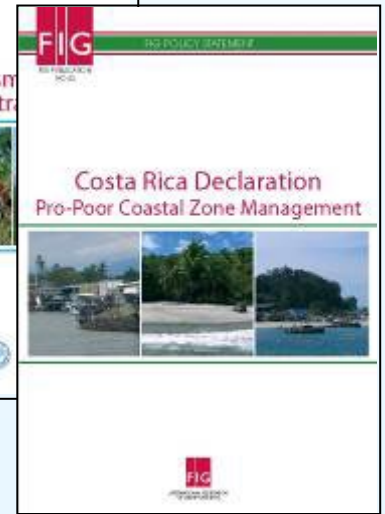 FIG
FIG POLICY STATEMENT
Costa Rica Declaration
Pro-Poor Coastal Zone Management
FIG